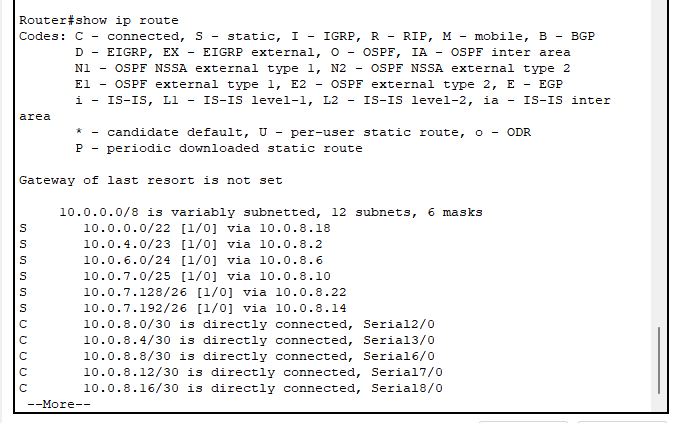 Router#show ip route
Codes: C - connected, S - static, I - IGRP, R - RIP, M - mobile, B - BGP
       D - EIGRP, EX - EIGRP external, O - OSPF, IA - OSPF inter area
       N1 - OSPF NSSA external type 1, N2 - OSPF NSSA external type 2
       E1 - OSPF external type 1, E2 - OSPF external type 2, E - EGP
       i - IS-IS, L1 - IS-IS level-1, L2 - IS-IS level-2, ia - IS-IS inter
area
       * - candidate default, U - per-user static route, o - ODR
       P - periodic downloaded static route

Gateway of last resort is not set

     10.0.0.0/8 is variably subnetted, 12 subnets, 6 masks
S       10.0.0.0/22 [1/0] via 10.0.8.18
S       10.0.4.0/23 [1/0] via 10.0.8.2
S       10.0.6.0/24 [1/0] via 10.0.8.6
S       10.0.7.0/25 [1/0] via 10.0.8.10
S       10.0.7.128/26 [1/0] via 10.0.8.22
S       10.0.7.192/26 [1/0] via 10.0.8.14
C       10.0.8.0/30 is directly connected, Serial2/0
C       10.0.8.4/30 is directly connected, Serial3/0
C       10.0.8.8/30 is directly connected, Serial6/0
C       10.0.8.12/30 is directly connected, Serial7/0
C       10.0.8.16/30 is directly connected, Serial8/0
 --More--